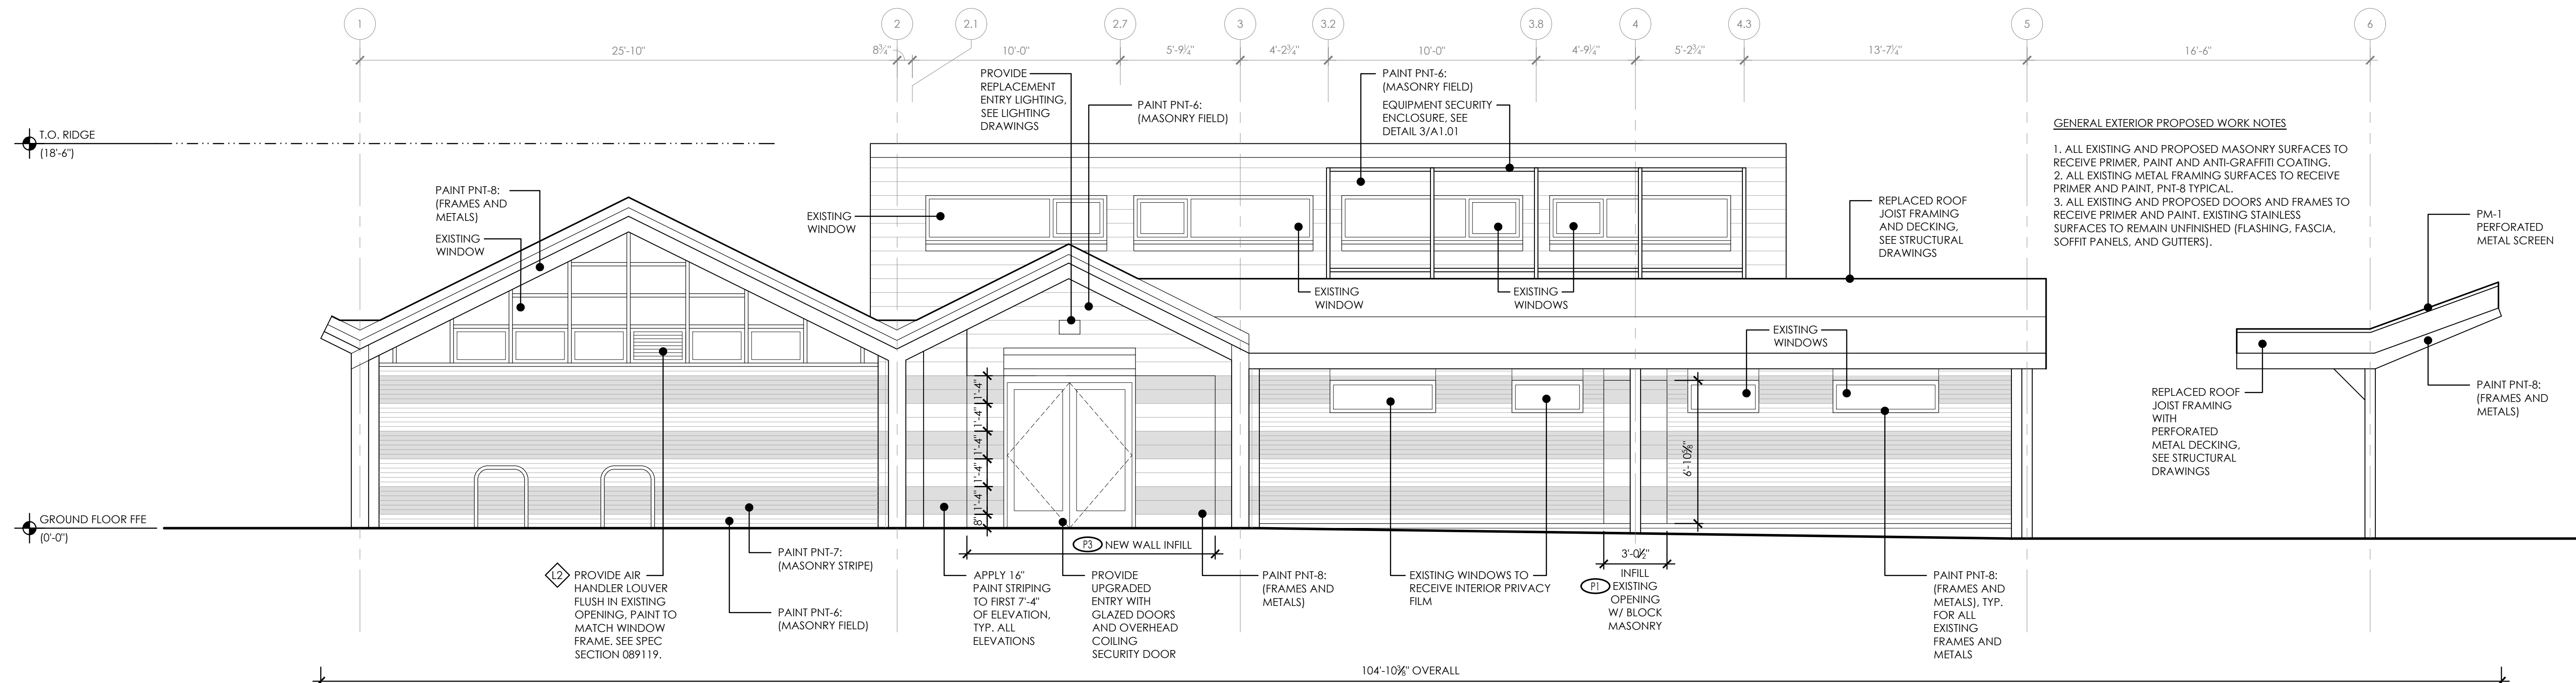 1
2
2.1
2.7
3
3.2
3.8
4
4.3
5
6
25'-10"
8¾"
10'-0"
5'-9¼"
4'-2¾"
10'-0"
4'-9¼"
5'-2¾"
13'-7¼"
16'-6"
T.O. RIDGE
(18'-6")
GROUND FLOOR FFE
(0'-0")
PAINT PNT-8:
(FRAMES AND
METALS)
EXISTING
WINDOW
EXISTING
WINDOW
PROVIDE
REPLACEMENT
ENTRY LIGHTING,
SEE LIGHTING
DRAWINGS
PAINT PNT-6:
(MASONRY FIELD)
PAINT PNT-6:
(MASONRY FIELD)
EQUIPMENT SECURITY
ENCLOSURE, SEE
DETAIL 3/A1.01
EXISTING
WINDOW
EXISTING
WINDOWS
EXISTING
WINDOWS
REPLACED ROOF
JOIST FRAMING
AND DECKING,
SEE STRUCTURAL
DRAWINGS
GENERAL EXTERIOR PROPOSED WORK NOTES
1. ALL EXISTING AND PROPOSED MASONRY SURFACES TO
RECEIVE PRIMER, PAINT AND ANTI-GRAFFITI COATING.
2. ALL EXISTING METAL FRAMING SURFACES TO RECEIVE
PRIMER AND PAINT, PNT-8 TYPICAL.
3. ALL EXISTING AND PROPOSED DOORS AND FRAMES TO
RECEIVE PRIMER AND PAINT. EXISTING STAINLESS
SURFACES TO REMAIN UNFINISHED (FLASHING, FASCIA,
SOFFIT PANELS, AND GUTTERS).
PM-1
PERFORATED
METAL SCREEN
PAINT PNT-8:
(FRAMES AND
METALS)
REPLACED ROOF
JOIST FRAMING
WITH
PERFORATED
METAL DECKING,
SEE STRUCTURAL
DRAWINGS
1'-4"
1'-4"
1'-4"
1'-4"
1'-4"
8"
6'-10⅝"
P3 NEW WALL INFILL
3'-0½"
INFILL
P1 EXISTING
OPENING
W/ BLOCK
MASONRY
L2 PROVIDE AIR
HANDLER LOUVER
FLUSH IN EXISTING
OPENING, PAINT TO
MATCH WINDOW
FRAME. SEE SPEC
SECTION 089119.
PAINT PNT-7:
(MASONRY STRIPE)
PAINT PNT-6:
(MASONRY FIELD)
APPLY 16"
PAINT STRIPING
TO FIRST 7'-4"
OF ELEVATION,
TYP. ALL
ELEVATIONS
PROVIDE
UPGRADED
ENTRY WITH
GLAZED DOORS
AND OVERHEAD
COILING
SECURITY DOOR
PAINT PNT-8:
(FRAMES AND
METALS)
EXISTING WINDOWS TO
RECEIVE INTERIOR PRIVACY
FILM
PAINT PNT-8:
(FRAMES AND
METALS), TYP.
FOR ALL
EXISTING
FRAMES AND
METALS
104'-10⅜" OVERALL